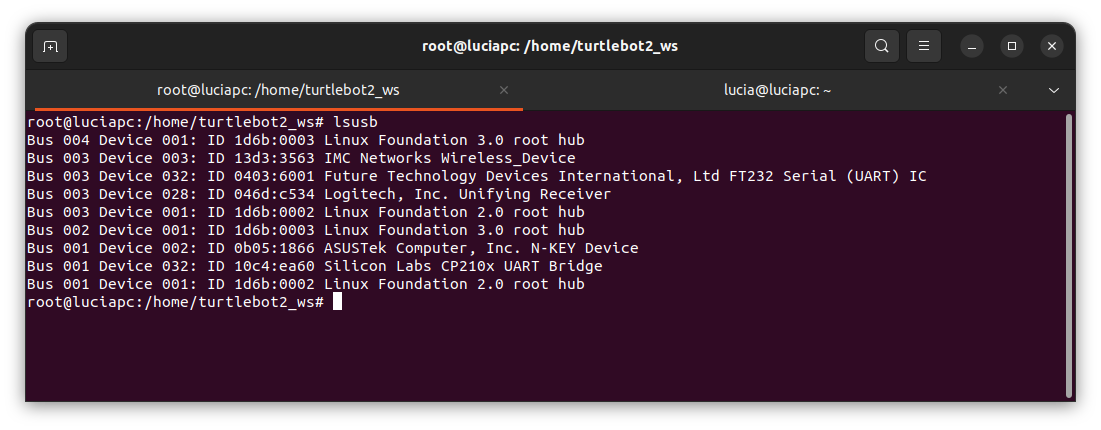 root@luciapc: /home/turtlebot2_ws
root@luciapc: /home/turtlebot2_ws
lucia@luciapc: ~
root@luciapc:/home/turtlebot2_ws# lsusb
Bus 004 Device 001: ID 1d6b:0003 Linux Foundation 3.0 root hub
Bus 003 Device 003: ID 13d3:3563 IMC Networks Wireless_Device
Bus 003 Device 032: ID 0403:6001 Future Technology Devices International, Ltd FT232 Serial (UART) IC
Bus 003 Device 028: ID 046d:c534 Logitech, Inc. Unifying Receiver
Bus 003 Device 001: ID 1d6b:0002 Linux Foundation 2.0 root hub
Bus 002 Device 001: ID 1d6b:0003 Linux Foundation 3.0 root hub
Bus 001 Device 002: ID 0b05:1866 ASUSTek Computer, Inc. N-KEY Device
Bus 001 Device 032: ID 10c4:ea60 Silicon Labs CP210x UART Bridge
Bus 001 Device 001: ID 1d6b:0002 Linux Foundation 2.0 root hub
root@luciapc:/home/turtlebot2_ws#